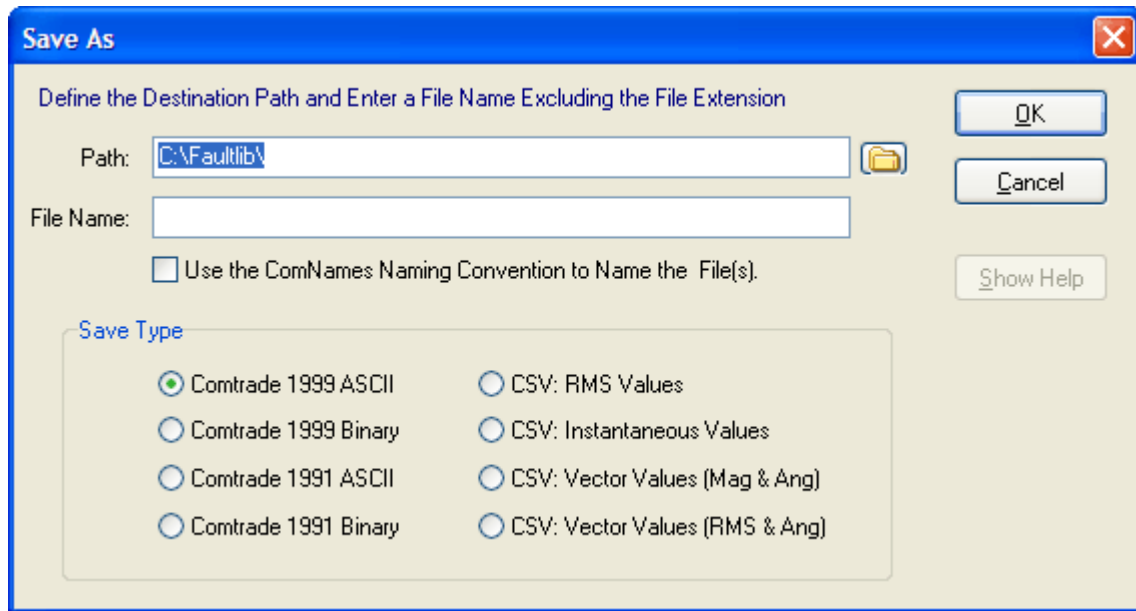 Save As
Define the Destination Path and Enter a File Name Excluding the File Extension
OK
Path: C:\Faultlib\
Cancel
File Name:
Use the ComNames Naming Convention to Name the File(s).
Show Help
Save Type
Comtrade 1999 ASCII CSV: RMS Values
Comtrade 1999 Binary CSV: Instantaneous Values
Comtrade 1991 ASCII CSV: Vector Values (Mag & Ang)
Comtrade 1991 Binary CSV: Vector Values (RMS & Ang)